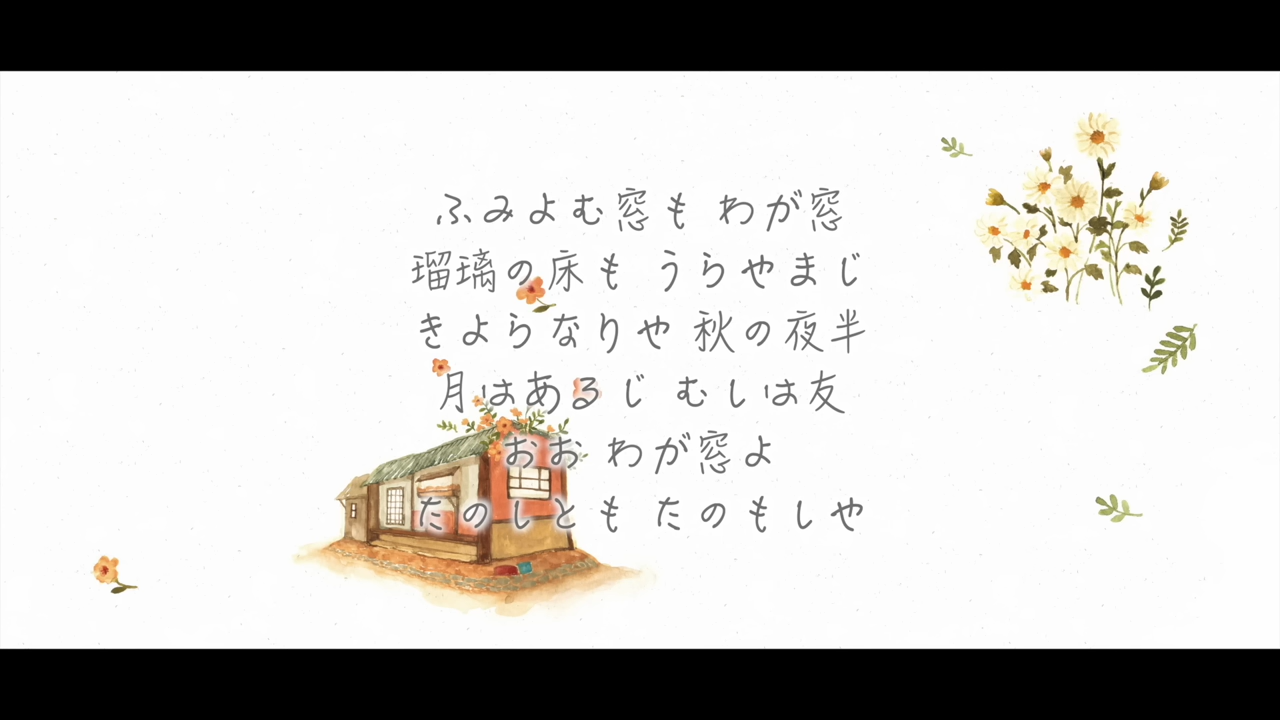 ふみよむ窓も わが窓
瑠璃の床も うらやまじ
きよらなりや 秋の夜半
月はあるじ むしは友
おお わが窓よ
たのしとも たのもしや